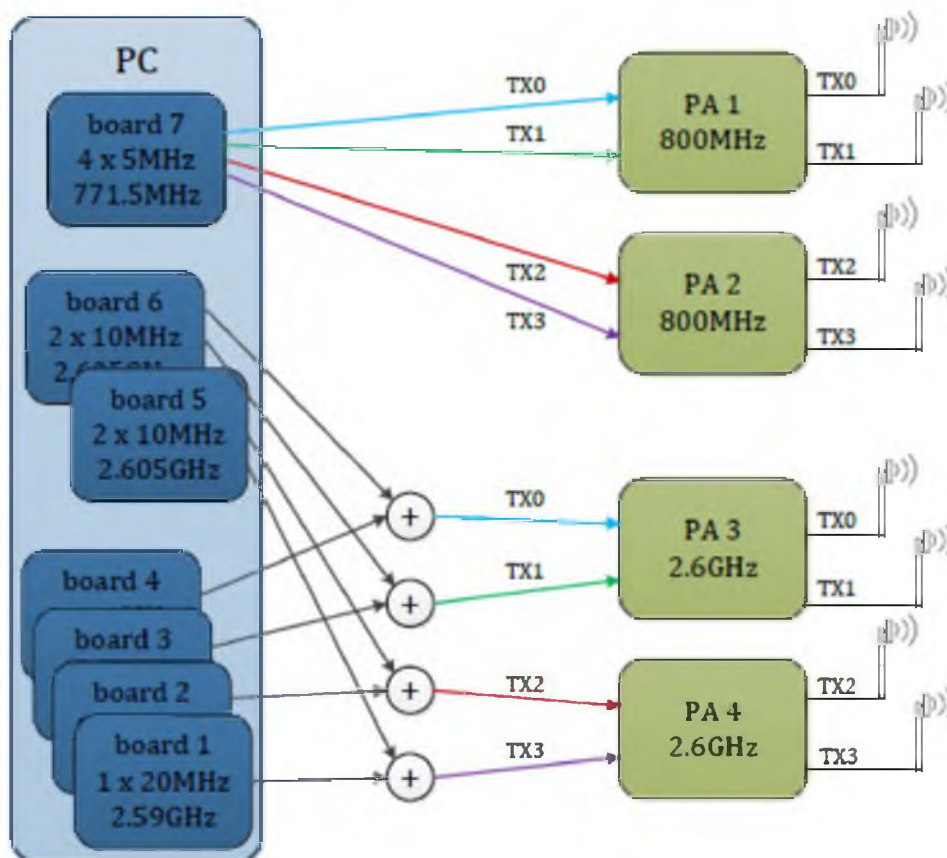 PC
board 7
4 x 5MHz
771.5MHz
TX0
TX1
TX2
TX3
PA 1
800MHz
TX0
TX1
PA 2
800MHz
TX2
TX3
board 6
2 x 10MHz
board 5
2 x 10MHz
2.605GHz
board 4
board 3
board 2
board 1
1 x 20MHz
2.59GHz
+
+
+
+
TX0
TX1
TX2
TX3
PA 3
2.6GHz
TX0
TX1
PA 4
2.6GHz
TX2
TX3